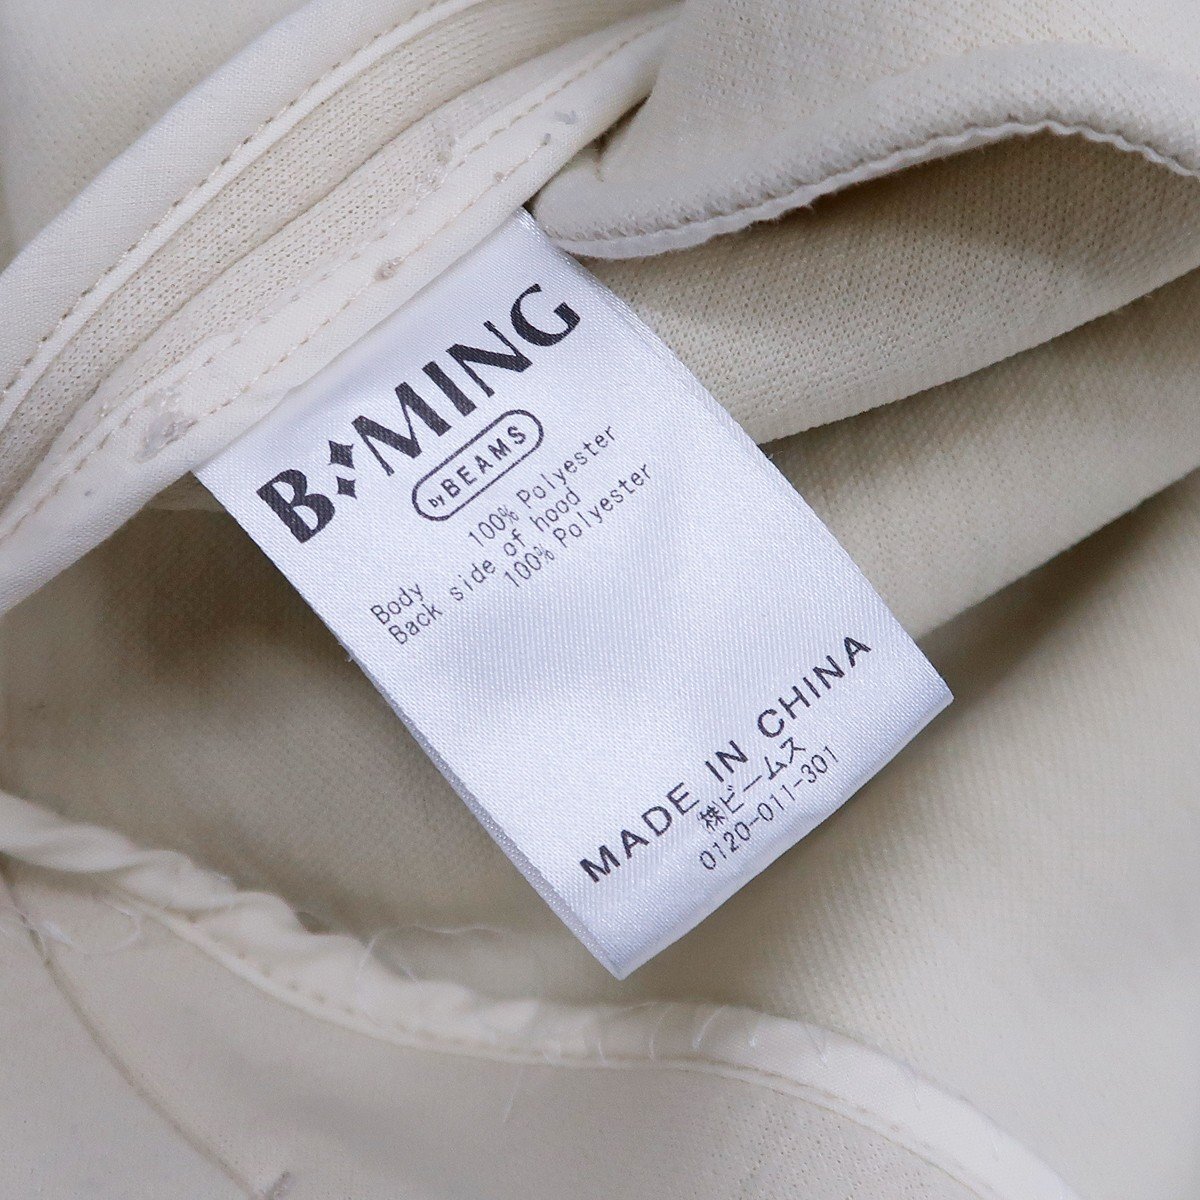 B✦MING
by BEAMS
Body 100% Polyester
Back side of hood
100% Polyester
MADE IN CHINA
㈱ビームス
0120-011-301